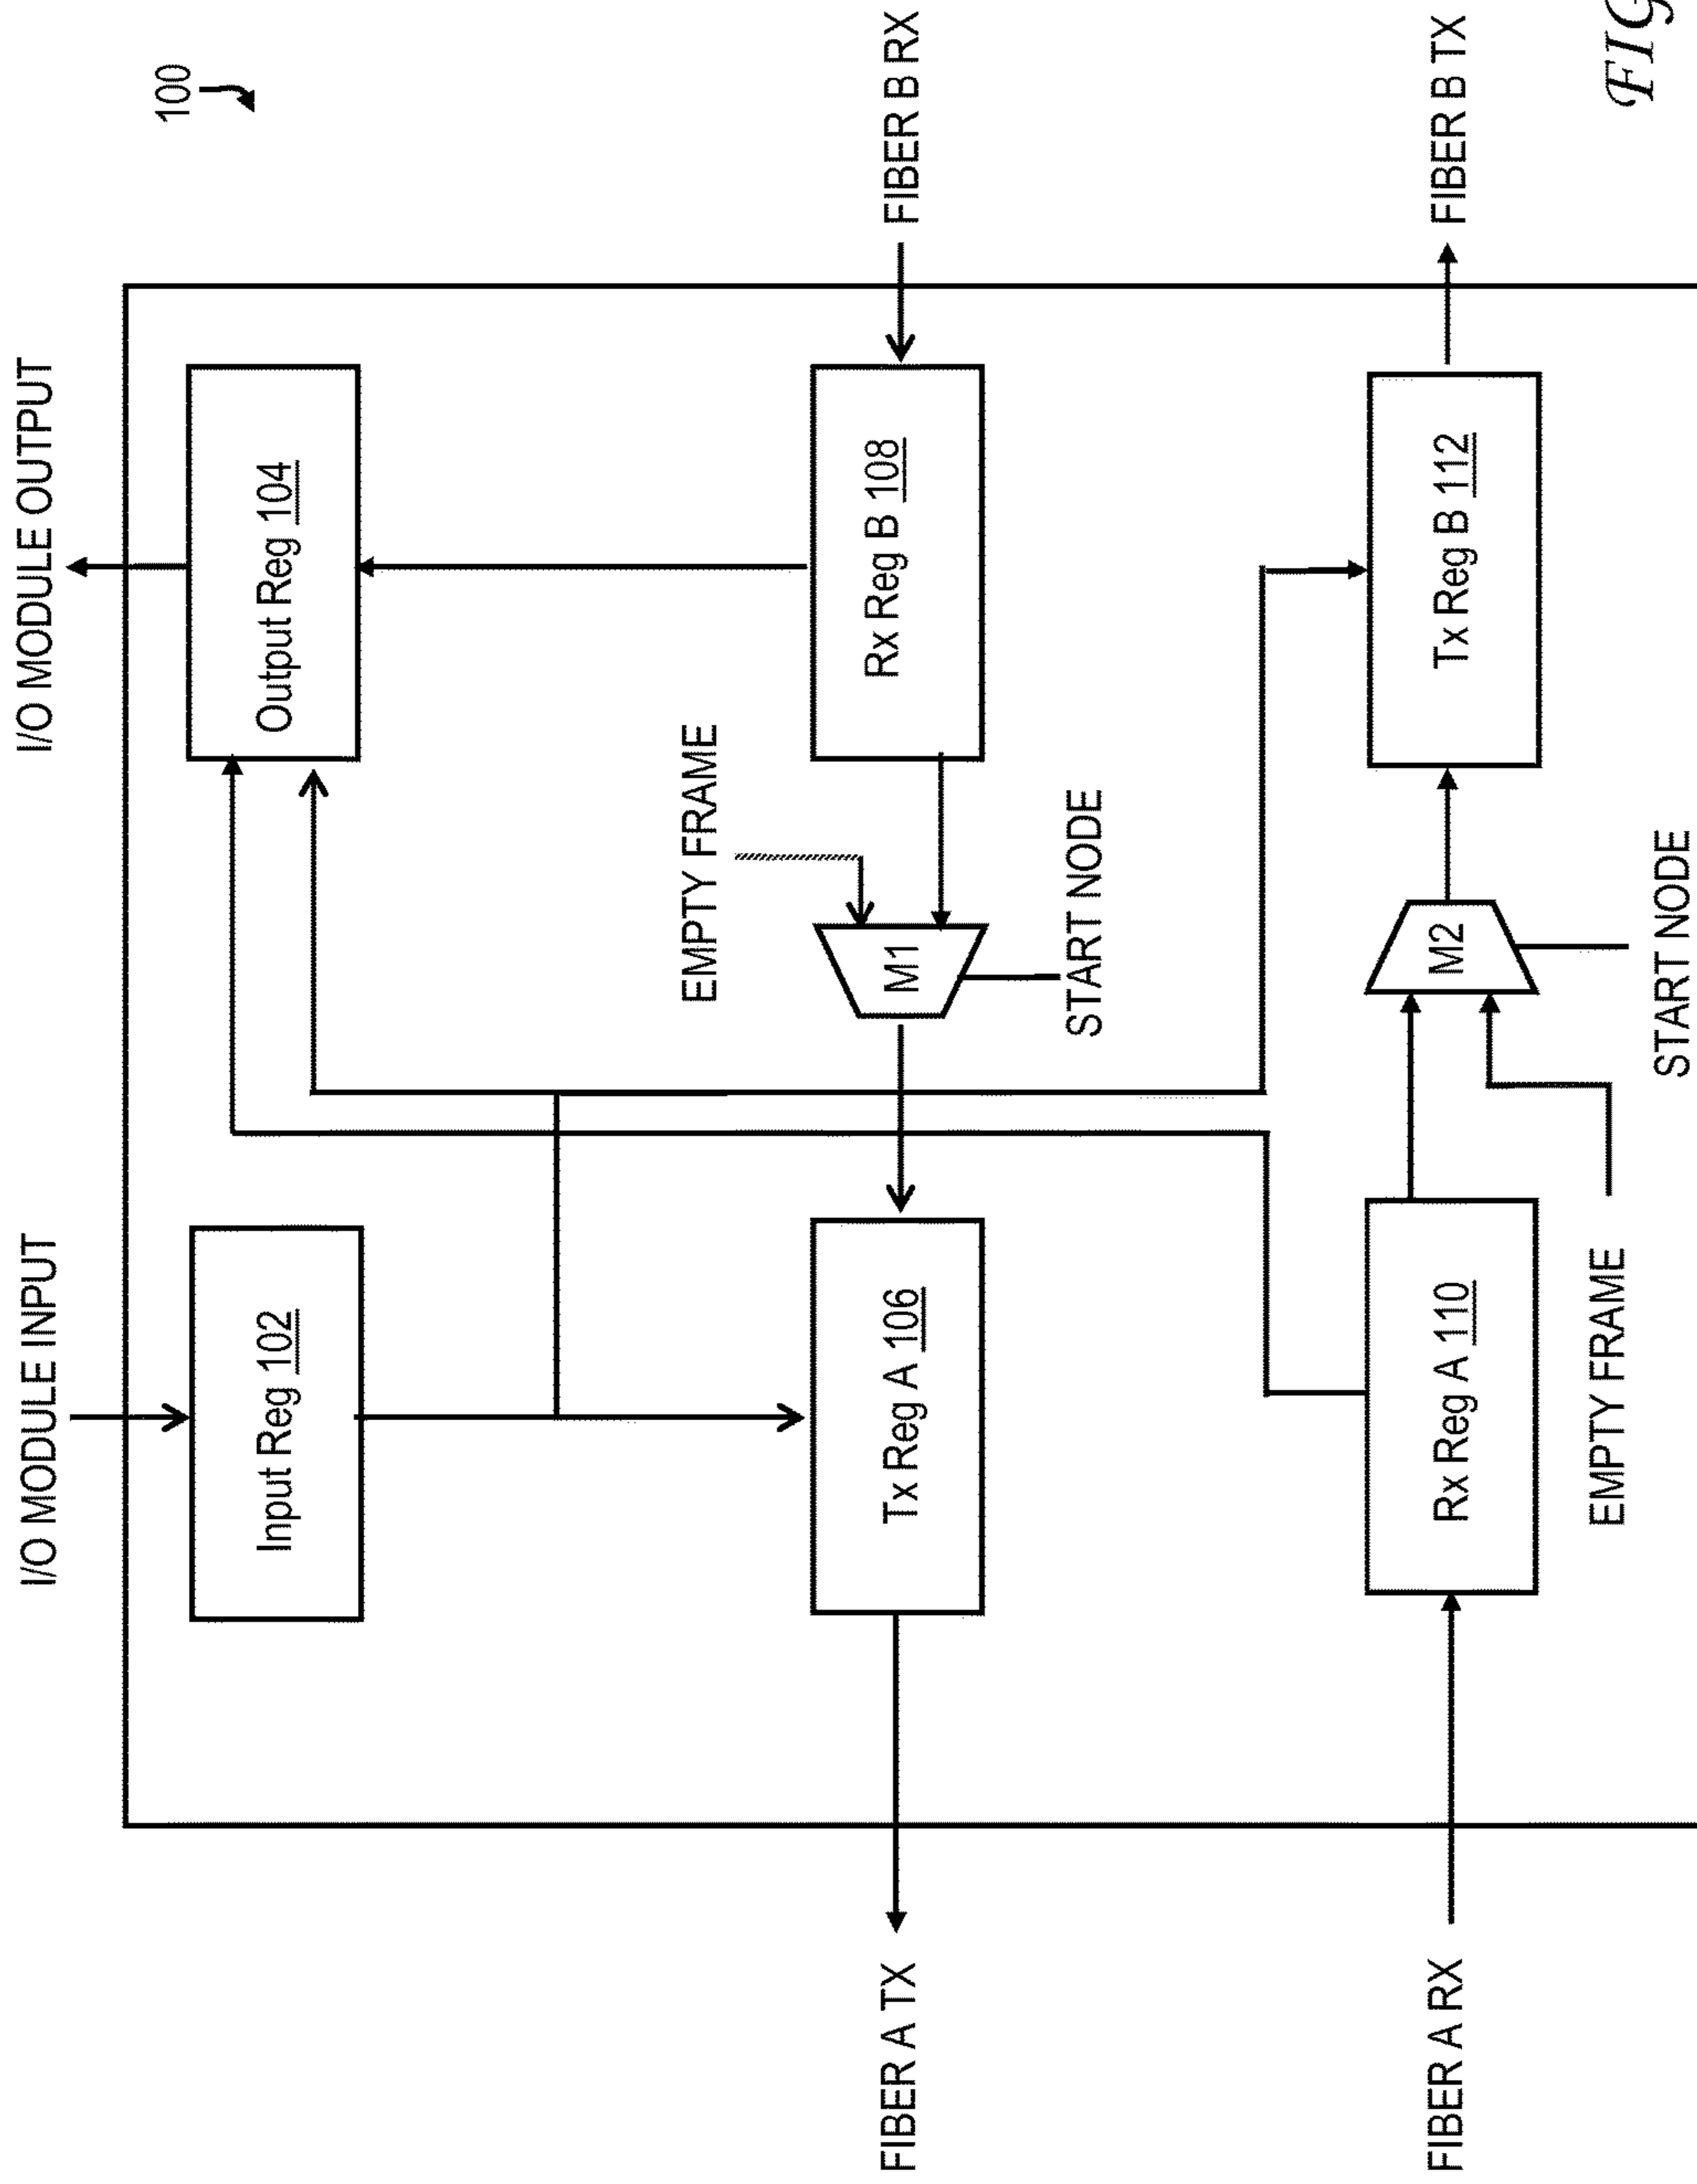 I/O MODULE INPUT
I/O MODULE OUTPUT
100
Input Reg 102
Output Reg 104
EMPTY FRAME
FIBER A TX
Tx Reg A 106
M1
Rx Reg B 108
FIBER B RX
START NODE
FIBER A RX
Rx Reg A 110
M2
Tx Reg B 112
FIBER B TX
EMPTY FRAME
START NODE
FIG